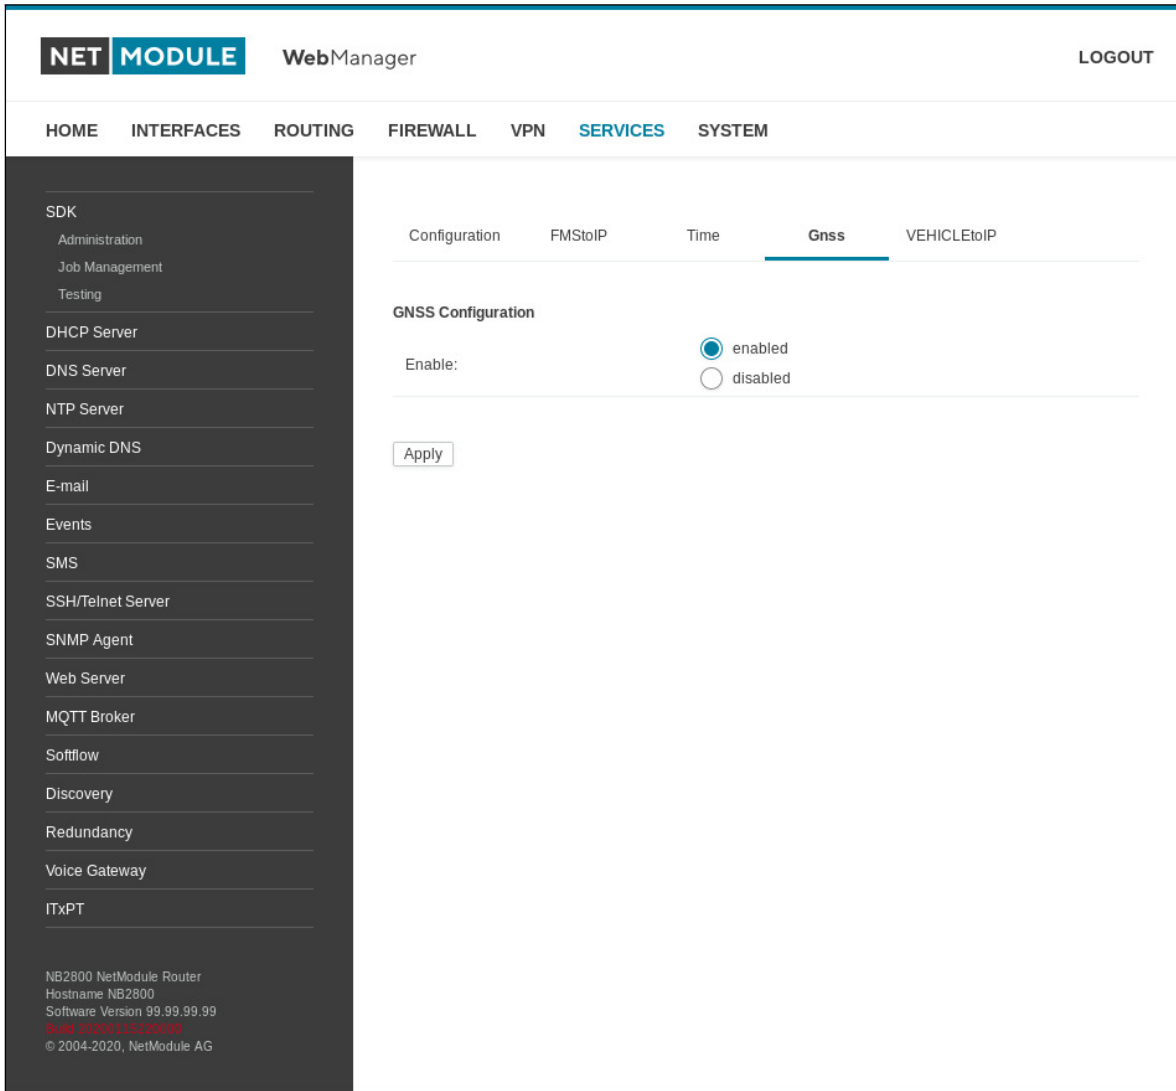 NET MODULE WebManager LOGOUT
HOME INTERFACES ROUTING FIREWALL VPN SERVICES SYSTEM
SDK
Administration
Job Management
Testing
DHCP Server
DNS Server
NTP Server
Dynamic DNS
E-mail
Events
SMS
SSH/Telnet Server
SNMP Agent
Web Server
MQTT Broker
Softflow
Discovery
Redundancy
Voice Gateway
ITxPT
NB2800 NetModule Router
Hostname NB2800
Software Version 99.99.99.99
Build
© 2004-2020, NetModule AG
Configuration FMStoIP Time Gnss VEHICLEtoIP
GNSS Configuration
Enable:
enabled
disabled
Apply